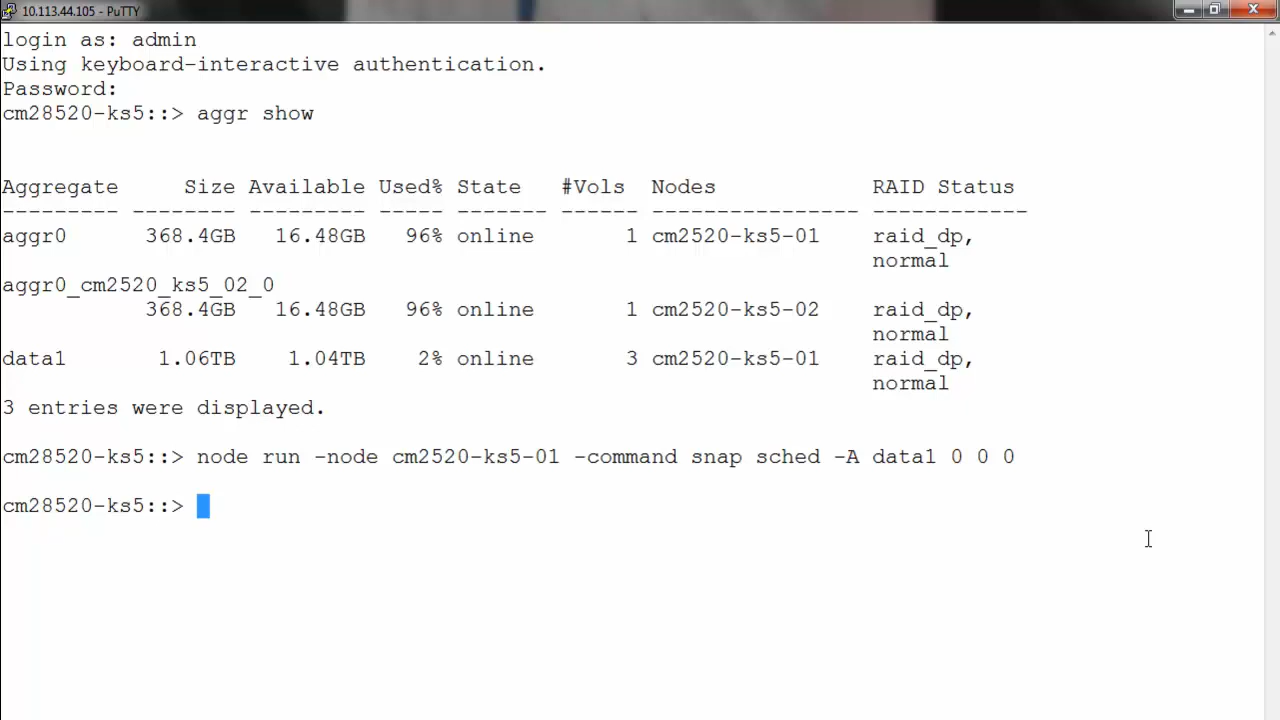 10.113.44.105 - PuTTY
login as: admin
Using keyboard-interactive authentication.
Password:
cm28520-ks5::> aggr show
Aggregate     Size Available Used% State   #Vols  Nodes            RAID Status
--------- -------- --------- ----- ------- ------ ---------------- ------------
aggr0      368.4GB   16.48GB   96% online       1 cm2520-ks5-01    raid_dp,
normal
aggr0_cm2520_ks5_02_0
368.4GB   16.48GB   96% online       1 cm2520-ks5-02    raid_dp,
normal
data1       1.06TB    1.04TB    2% online       3 cm2520-ks5-01    raid_dp,
normal
3 entries were displayed.
cm28520-ks5::> node run -node cm2520-ks5-01 -command snap sched -A data1 0 0 0
cm28520-ks5::>